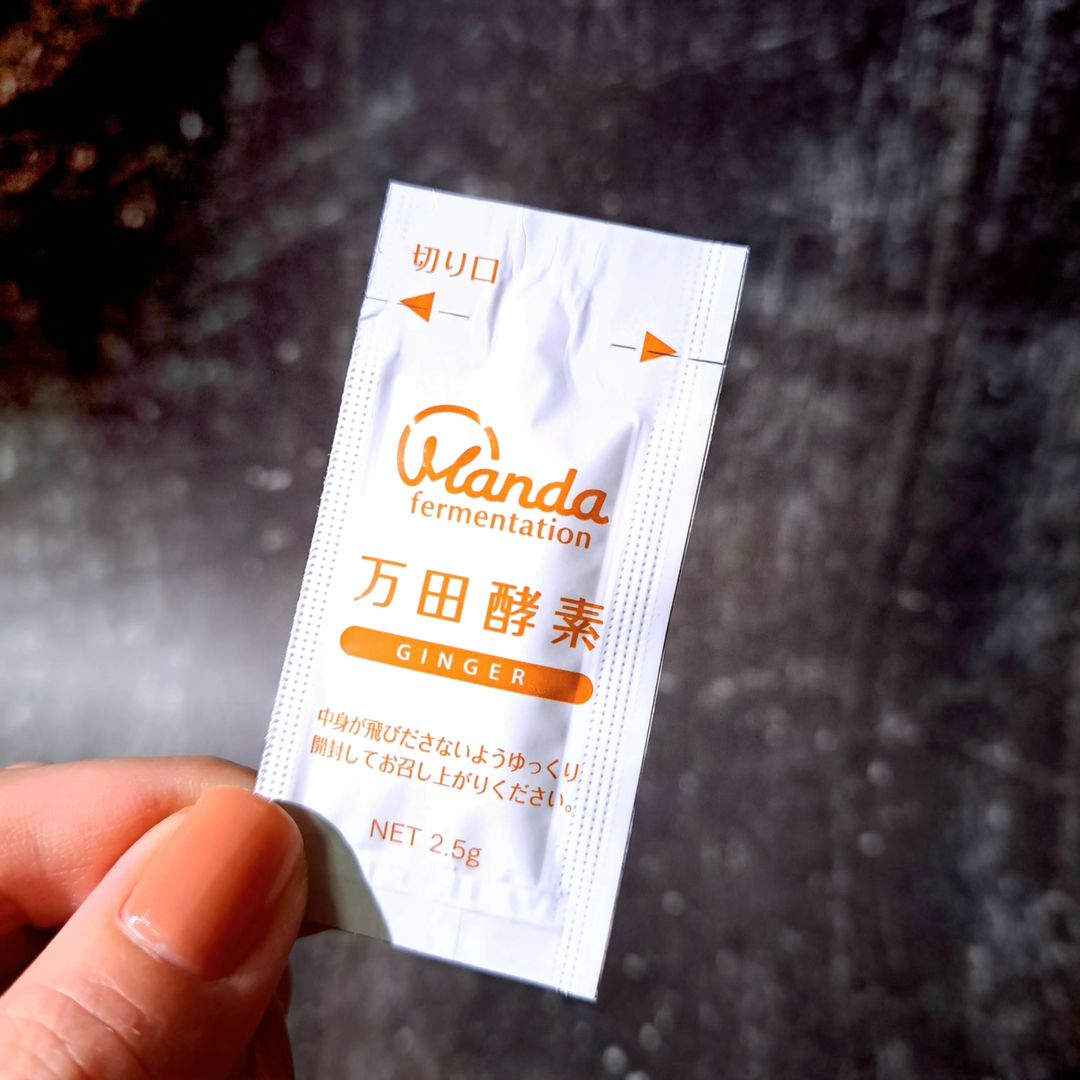 切り口
Manda
fermentation
万田酵素
GINGER
中身が飛びださないようゆっくり
開封してお召し上がりください。
NET 2.5g